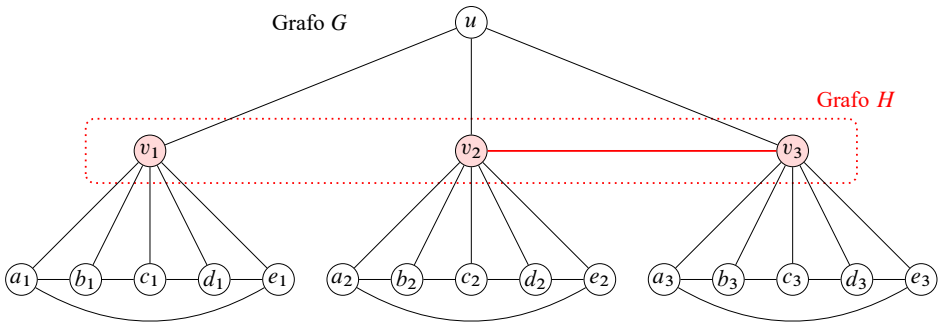 Grafo G
u
Grafo H
v1 v2 v3
a1 b1 c1 d1 e1 a2 b2 c2 d2 e2 a3 b3 c3 d3 e3